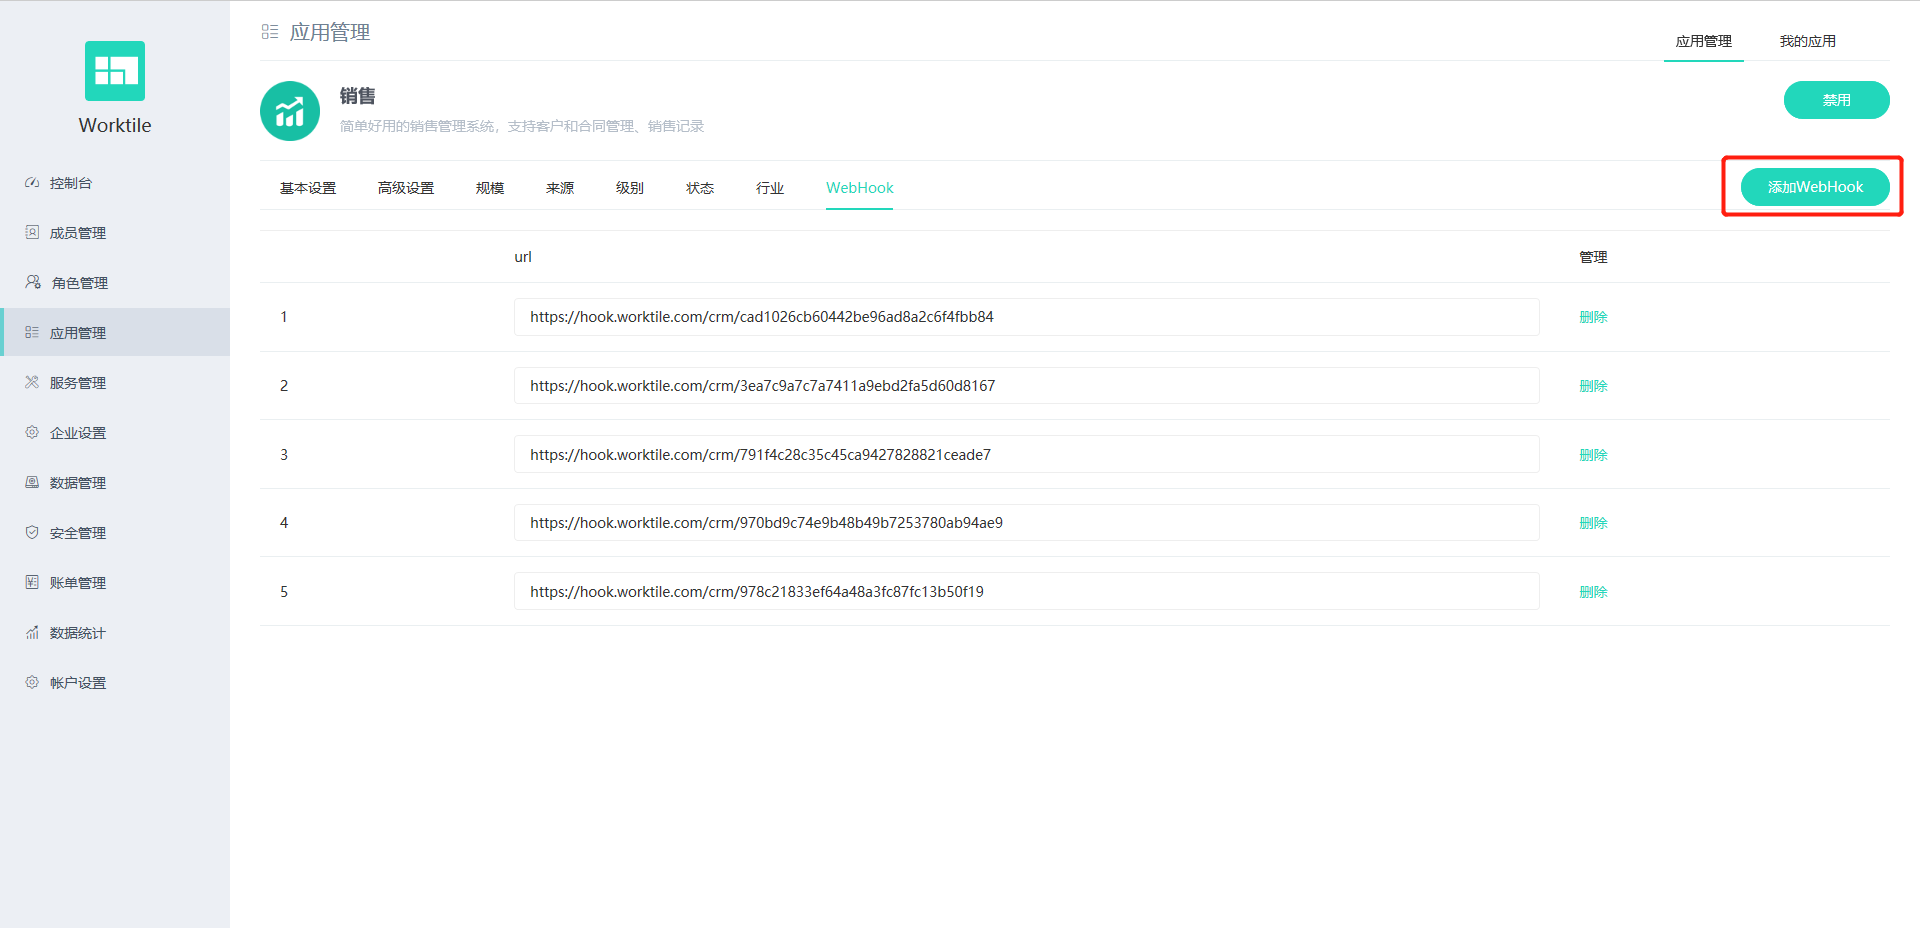 Worktile
控制台
成员管理
角色管理
应用管理
服务管理
企业设置
数据管理
安全管理
账单管理
数据统计
帐户设置
应用管理
应用管理 我的应用
销售
简单好用的销售管理系统，支持客户和合同管理、销售记录
禁用
基本设置 高级设置 规模 来源 级别 状态 行业 WebHook
添加WebHook
url 管理
1 https://hook.worktile.com/crm/cad1026cb60442be96ad8a2c6f4fbb84 删除
2 https://hook.worktile.com/crm/3ea7c9a7c7a7411a9ebd2fa5d60d8167 删除
3 https://hook.worktile.com/crm/791f4c28c35c45ca9427828821ceade7 删除
4 https://hook.worktile.com/crm/970bd9c74e9b48b49b7253780ab94ae9 删除
5 https://hook.worktile.com/crm/978c21833ef64a48a3fc87fc13b50f19 删除